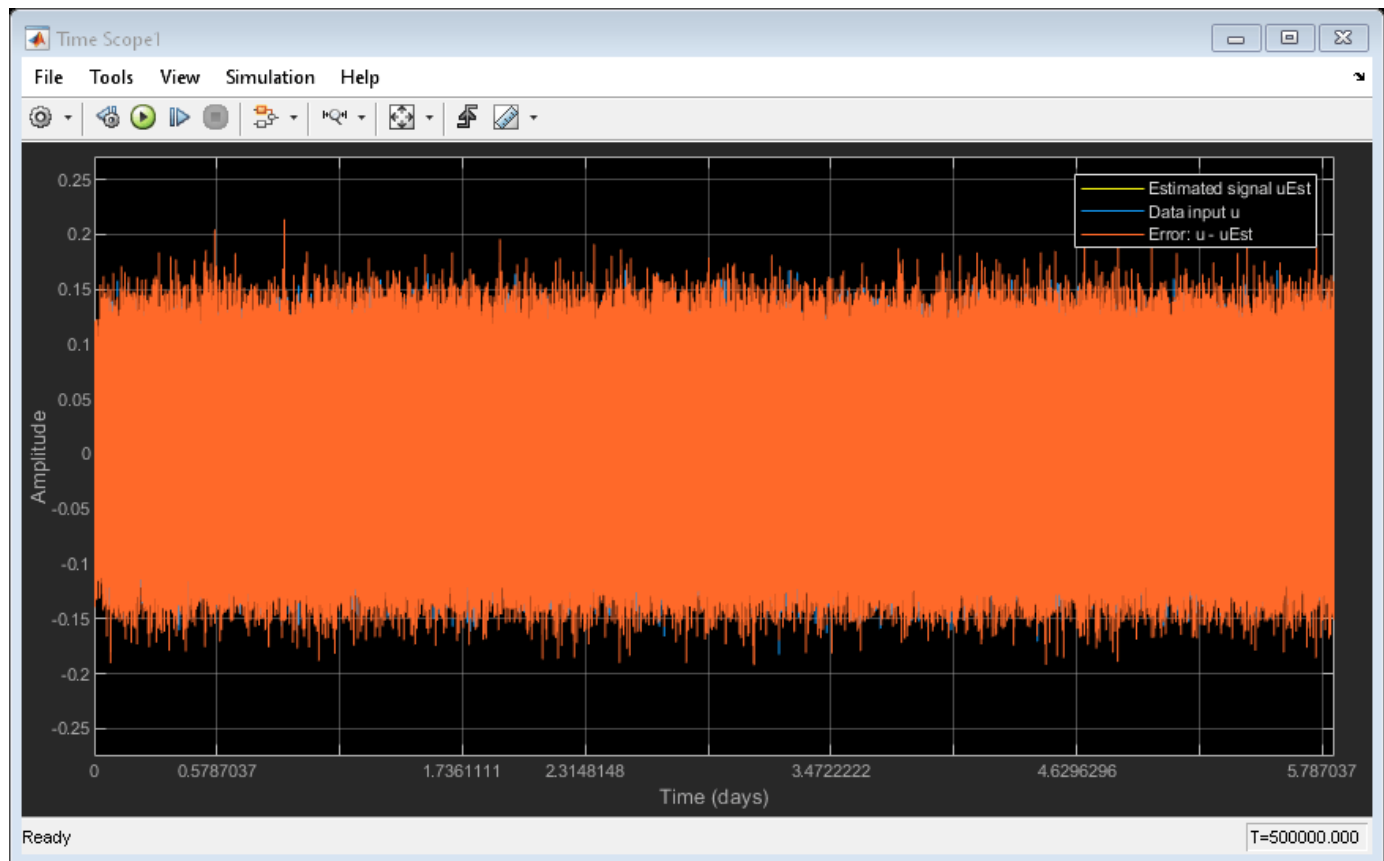 Time Scope1
File Tools View Simulation Help
Estimated signal uEst
Data input u
Error: u - uEst
0.25
0.2
0.15
0.1
0.05
0
-0.05
-0.1
-0.15
-0.2
-0.25
Amplitude
0 0.5787037 1.7361111 2.3148148 3.4722222 4.6296296 5.787037
Time (days)
Ready T=500000.000